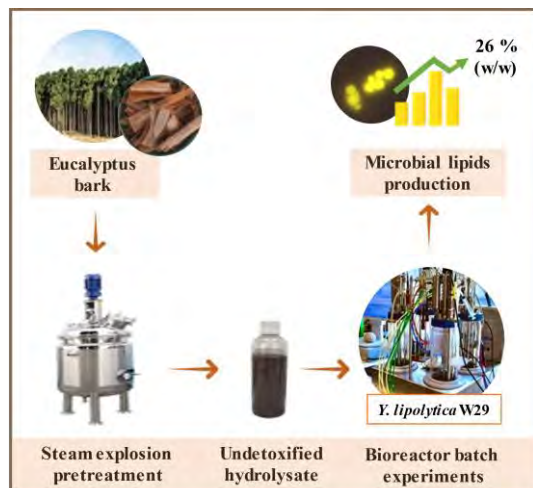 26 %
(w/w)
Eucalyptus
bark
Microbial lipids
production
Y. lipolytica W29
Steam explosion
pretreatment
Undetoxified
hydrolysate
Bioreactor batch
experiments